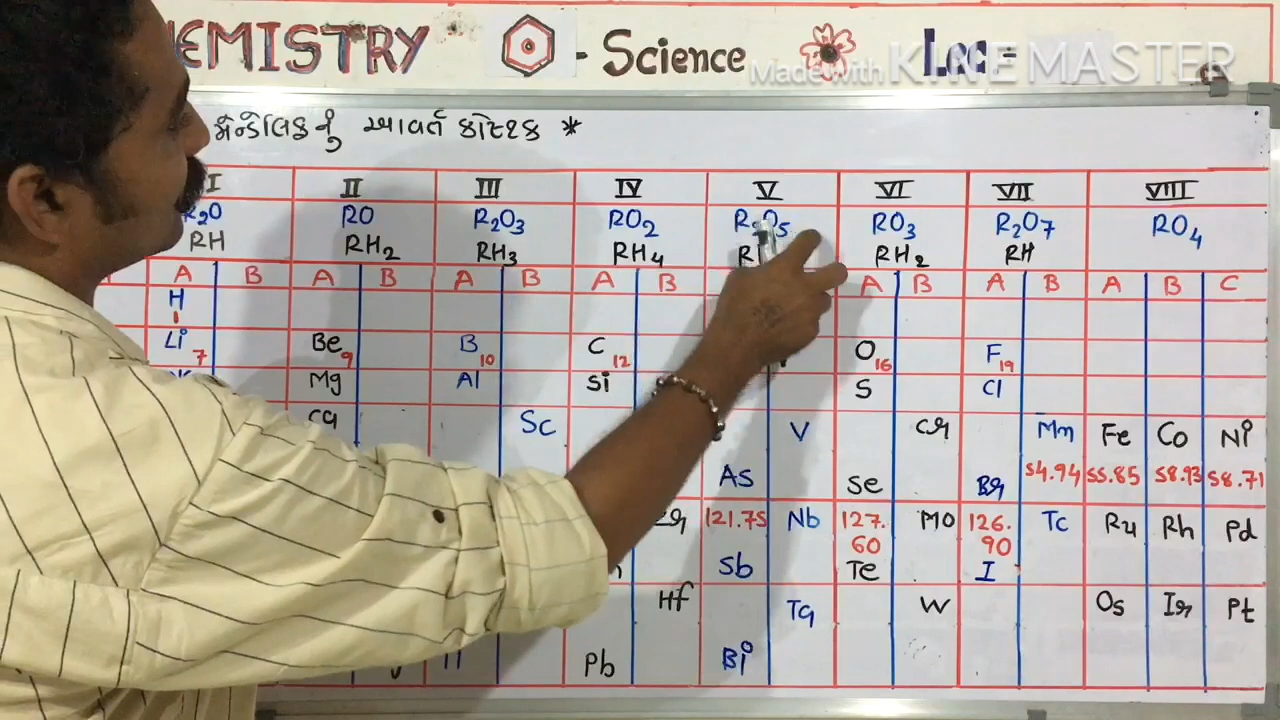 EMISTRY - Science Lec -
Made with KINEMASTER
મેન્ડેલિફનું આવર્ત કોષ્ટક *
I II III IV V VI VII VIII
R₂O RO R₂O₃ RO₂ R₂O₅ RO₃ R₂O₇ RO₄
RH RH₂ RH₃ RH₄ RH₂ RH
A B A B A B A B A B A B A B C
H
1
Li 7 Be 9 B 10 C 12 O 16 F 19
Mg Al Si S Cl
Ca Sc V Cr Mn Fe Co Ni
54.94 55.85 58.93 58.71
As Se Br
121.75 Nb 127.60 Mo 126.90 Tc Ru Rh Pd
Sb Te I
Hf Ta W Os Ir Pt
Pb Bi